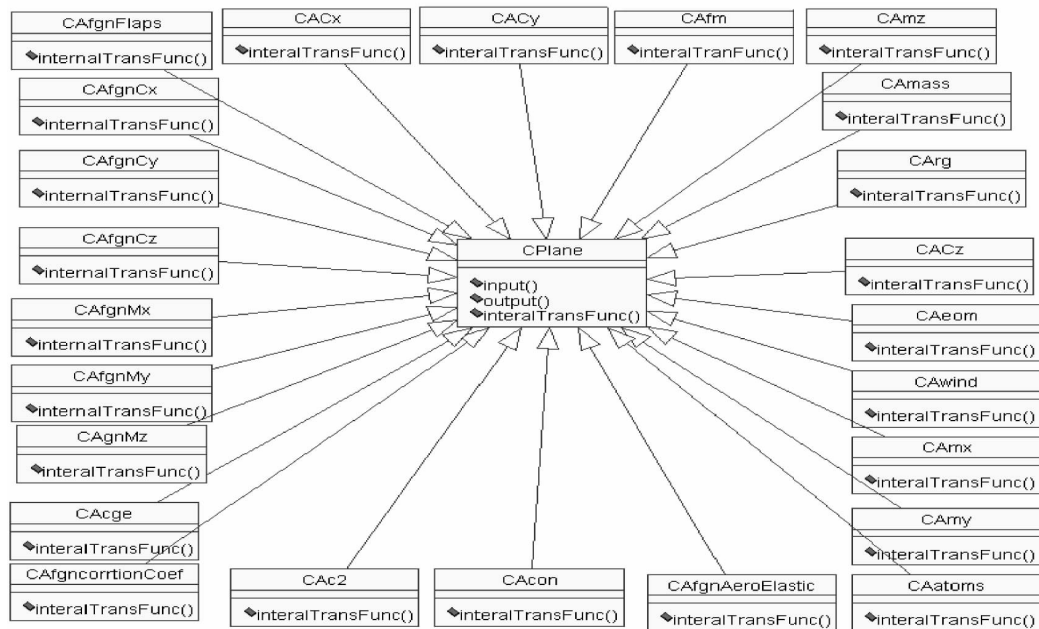 CAfgnFlaps
internalTransFunc()
CACx
interalTransFunc()
CACy
interalTransFunc()
CAfm
interalTranFunc()
CAmz
interalTransFunc()
CAfgnCx
internalTransFunc()
CAmass
interalTransFunc()
CAfgnCy
internalTransFunc()
CArg
interalTransFunc()
CAfgnCz
internalTransFunc()
CPlane
input()
output()
interalTransFunc()
CACz
interalTransFunc()
CAfgnMx
internalTransFunc()
CAeom
interalTransFunc()
CAfgnMy
internalTransFunc()
CAwind
interalTransFunc()
CAgnMz
interalTransFunc()
CAmx
interalTransFunc()
CAcge
interalTransFunc()
CAmy
interalTransFunc()
CAfgncorrtionCoef
interalTransFunc()
CAc2
interalTransFunc()
CAcon
interalTransFunc()
CAfgnAeroElastic
interalTransFunc()
CAatoms
interalTransFunc()